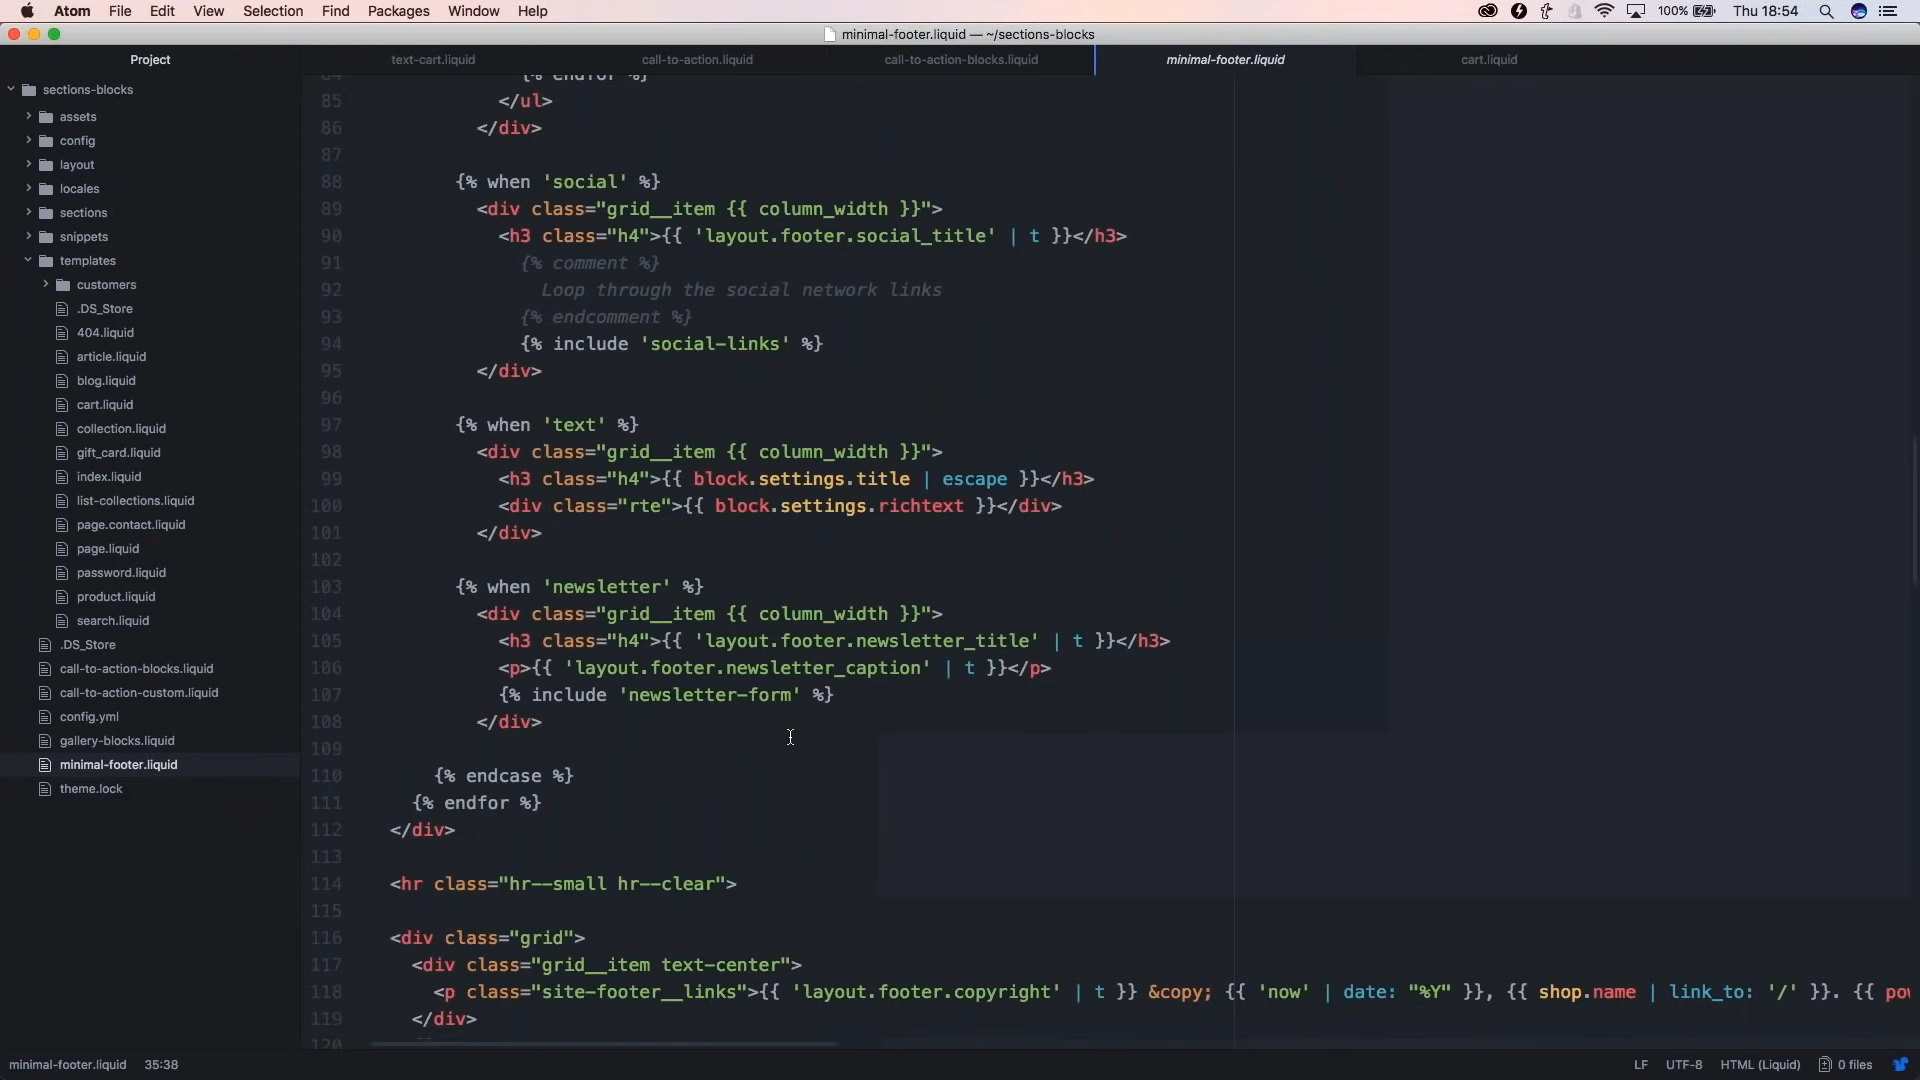 Atom File Edit View Selection Find Packages Window Help 100% Thu 18:54
minimal-footer.liquid — ~/sections-blocks
Project
text-cart.liquid call-to-action.liquid call-to-action-blocks.liquid minimal-footer.liquid cart.liquid
sections-blocks
assets
config
layout
locales
sections
snippets
templates
customers
.DS_Store
404.liquid
article.liquid
blog.liquid
cart.liquid
collection.liquid
gift_card.liquid
index.liquid
list-collections.liquid
page.contact.liquid
page.liquid
password.liquid
product.liquid
search.liquid
.DS_Store
call-to-action-blocks.liquid
call-to-action-custom.liquid
config.yml
gallery-blocks.liquid
minimal-footer.liquid
theme.lock
84 {% endfor %}
85 </ul>
86 </div>
87
88 {% when 'social' %}
89 <div class="grid__item {{ column_width }}">
90 <h3 class="h4">{{ 'layout.footer.social_title' | t }}</h3>
91 {% comment %}
92 Loop through the social network links
93 {% endcomment %}
94 {% include 'social-links' %}
95 </div>
96
97 {% when 'text' %}
98 <div class="grid__item {{ column_width }}">
99 <h3 class="h4">{{ block.settings.title | escape }}</h3>
100 <div class="rte">{{ block.settings.richtext }}</div>
101 </div>
102
103 {% when 'newsletter' %}
104 <div class="grid__item {{ column_width }}">
105 <h3 class="h4">{{ 'layout.footer.newsletter_title' | t }}</h3>
106 <p>{{ 'layout.footer.newsletter_caption' | t }}</p>
107 {% include 'newsletter-form' %}
108 </div>
109
110 {% endcase %}
111 {% endfor %}
112 </div>
113
114 <hr class="hr--small hr--clear">
115
116 <div class="grid">
117 <div class="grid__item text-center">
118 <p class="site-footer__links">{{ 'layout.footer.copyright' | t }} &copy; {{ 'now' | date: "%Y" }}, {{ shop.name | link_to: '/' }}. {{ pow
119 </div>
120
minimal-footer.liquid 35:38 LF UTF-8 HTML (Liquid) 0 files